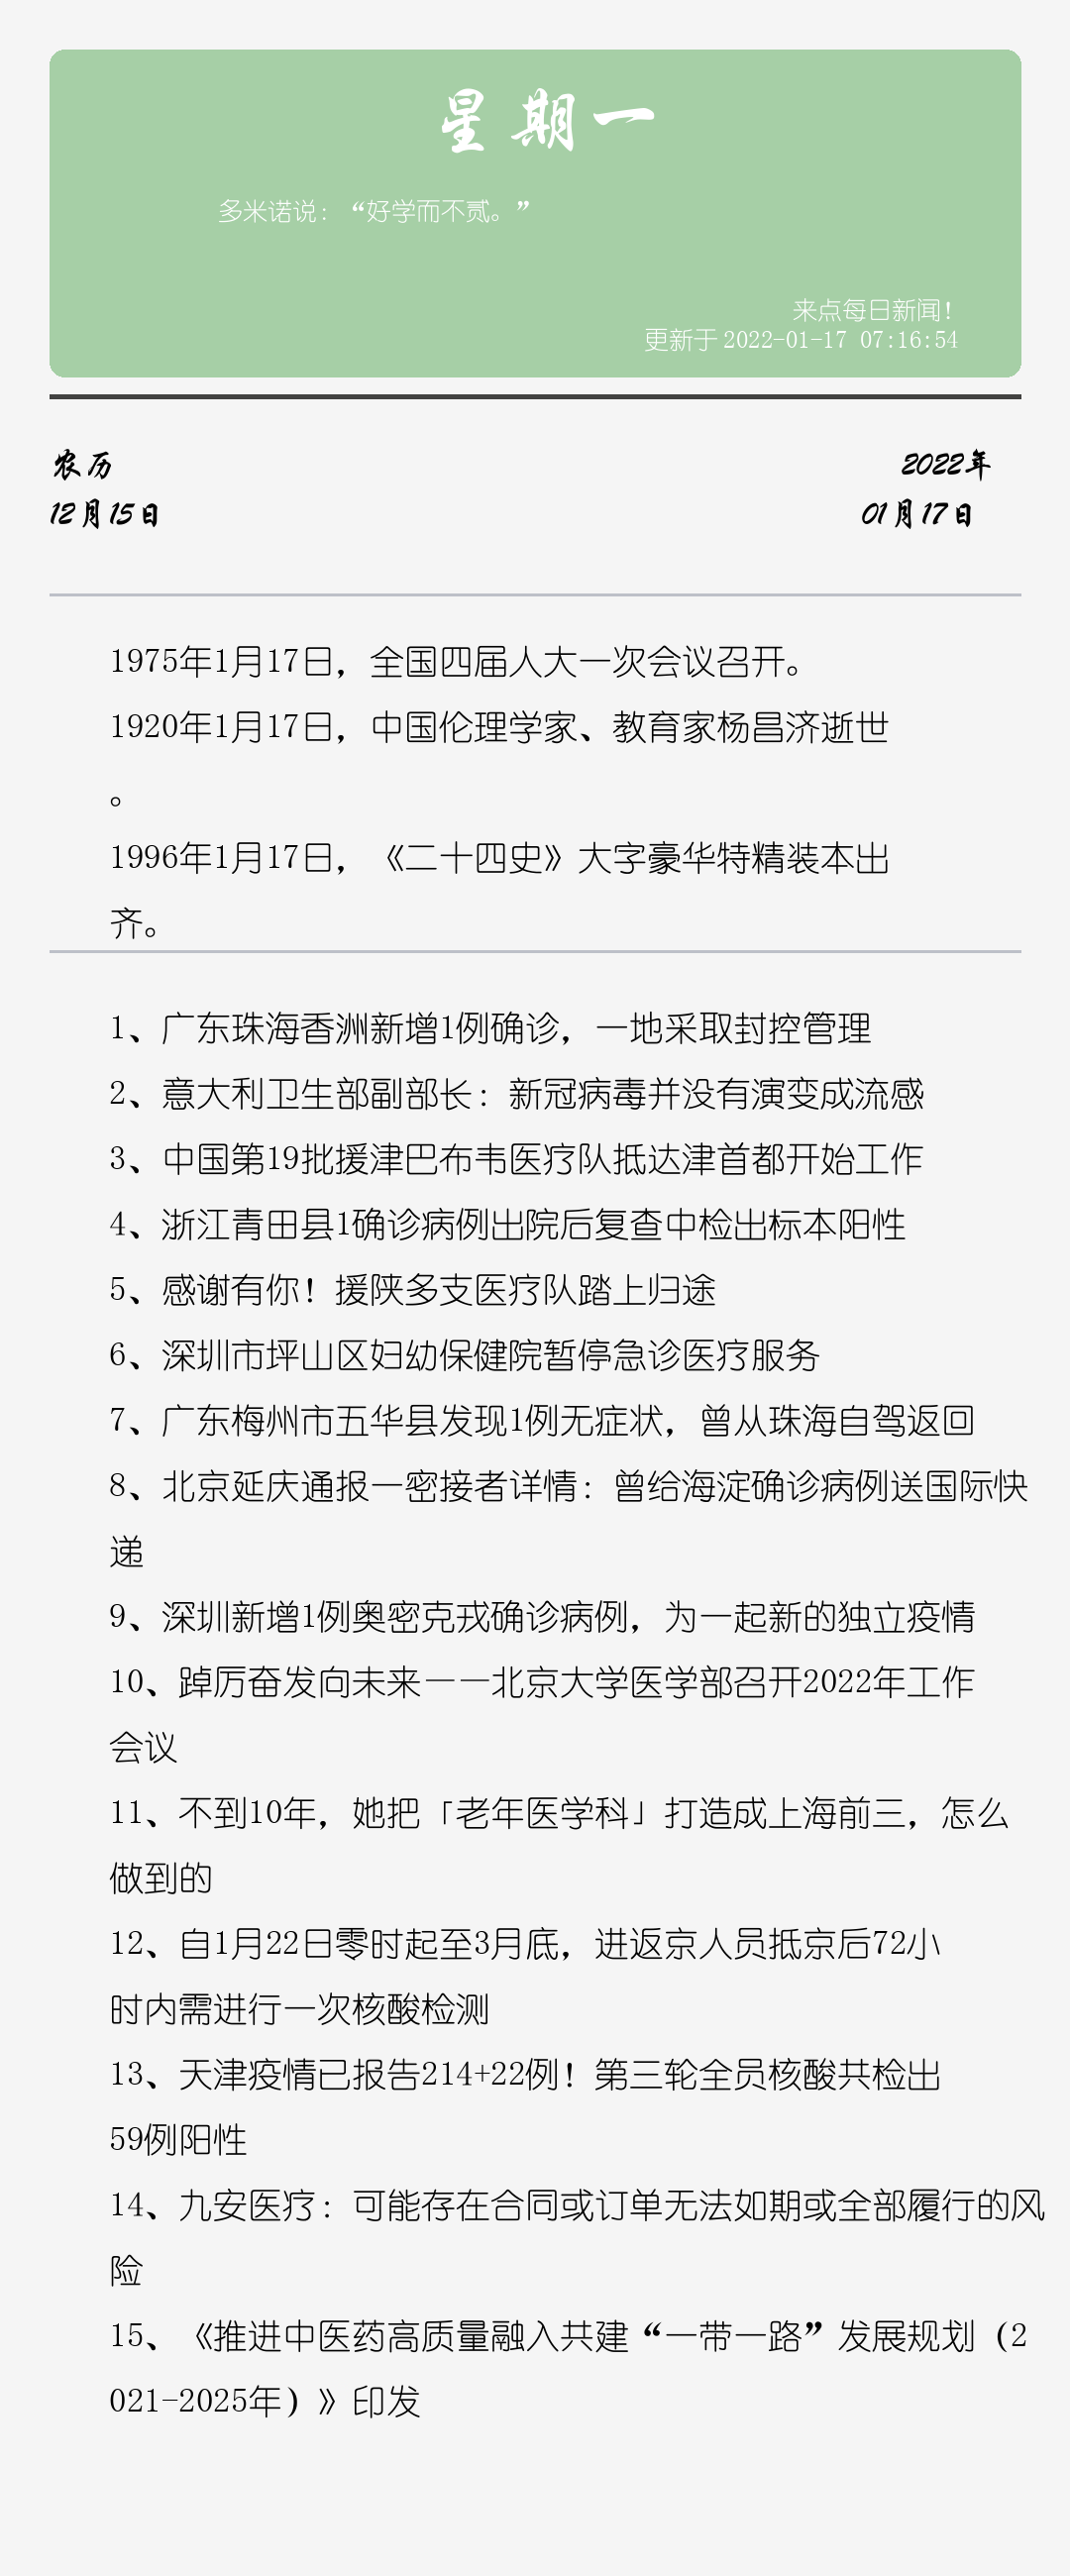 星期一
多米诺说：“好学而不贰。”
来点每日新闻！
更新于 2022-01-17 07:16:54
农历
2022年
12月15日
01月17日
1975年1月17日，全国四届人大一次会议召开。
1920年1月17日，中国伦理学家、教育家杨昌济逝世
。
1996年1月17日，《二十四史》大字豪华特精装本出
齐。
1、广东珠海香洲新增1例确诊，一地采取封控管理
2、意大利卫生部副部长：新冠病毒并没有演变成流感
3、中国第19批援津巴布韦医疗队抵达津首都开始工作
4、浙江青田县1确诊病例出院后复查中检出标本阳性
5、感谢有你！援陕多支医疗队踏上归途
6、深圳市坪山区妇幼保健院暂停急诊医疗服务
7、广东梅州市五华县发现1例无症状，曾从珠海自驾返回
8、北京延庆通报一密接者详情：曾给海淀确诊病例送国际快
递
9、深圳新增1例奥密克戎确诊病例，为一起新的独立疫情
10、踔厉奋发向未来——北京大学医学部召开2022年工作
会议
11、不到10年，她把「老年医学科」打造成上海前三，怎么
做到的
12、自1月22日零时起至3月底，进返京人员抵京后72小
时内需进行一次核酸检测
13、天津疫情已报告214+22例！第三轮全员核酸共检出
59例阳性
14、九安医疗：可能存在合同或订单无法如期或全部履行的风
险
15、《推进中医药高质量融入共建“一带一路”发展规划（2
021-2025年）》印发